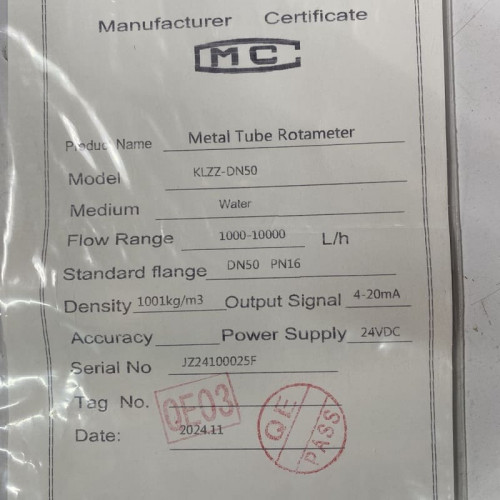 Manufacturer Certificate
MC
Product Name Metal Tube Rotameter
Model KLZZ-DN50
Medium Water
Flow Range 1000-10000 L/h
Standard flange DN50 PN16
Density 1001kg/m3 Output Signal 4-20mA
Accuracy Power Supply 24VDC
Serial No JZ24100025F
Tag No.
QE03
Date: 2024.11
QE
PASS